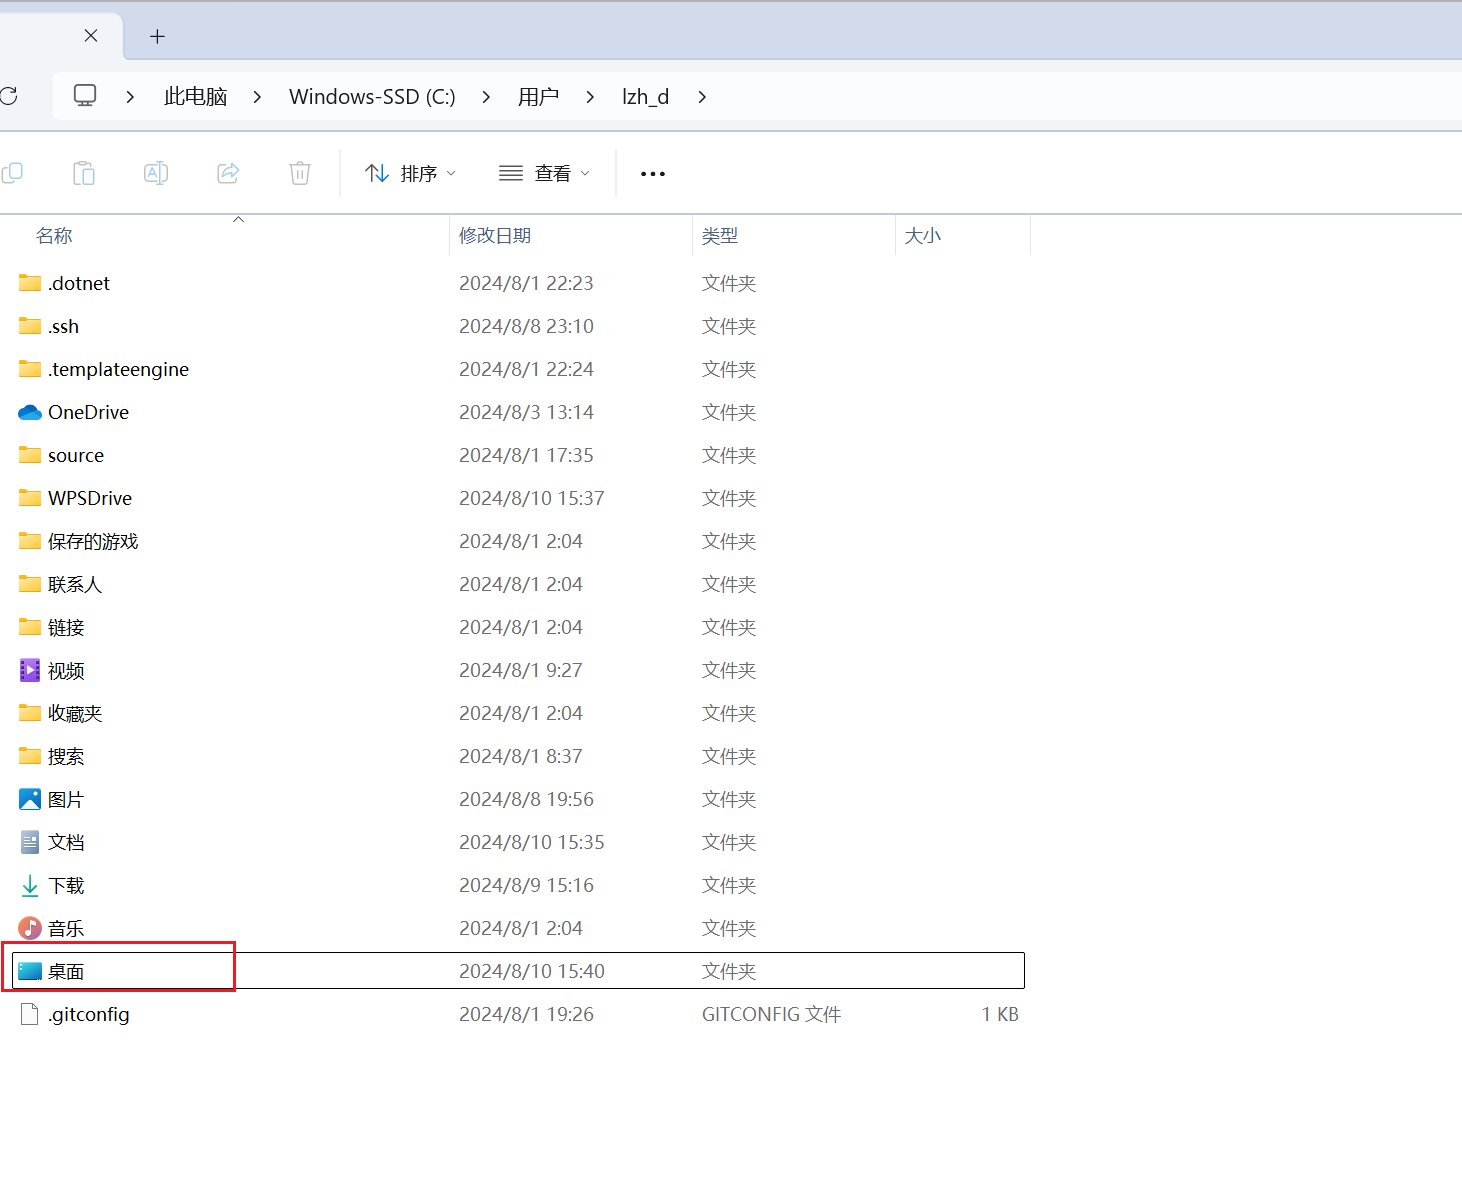 此电脑 > Windows-SSD (C:) > 用户 > lzh_d >
排序 查看
名称 修改日期 类型 大小
.dotnet 2024/8/1 22:23 文件夹
.ssh 2024/8/8 23:10 文件夹
.templateengine 2024/8/1 22:24 文件夹
OneDrive 2024/8/3 13:14 文件夹
source 2024/8/1 17:35 文件夹
WPSDrive 2024/8/10 15:37 文件夹
保存的游戏 2024/8/1 2:04 文件夹
联系人 2024/8/1 2:04 文件夹
链接 2024/8/1 2:04 文件夹
视频 2024/8/1 9:27 文件夹
收藏夹 2024/8/1 2:04 文件夹
搜索 2024/8/1 8:37 文件夹
图片 2024/8/8 19:56 文件夹
文档 2024/8/10 15:35 文件夹
下载 2024/8/9 15:16 文件夹
音乐 2024/8/1 2:04 文件夹
桌面 2024/8/10 15:40 文件夹
.gitconfig 2024/8/1 19:26 GITCONFIG 文件 1 KB